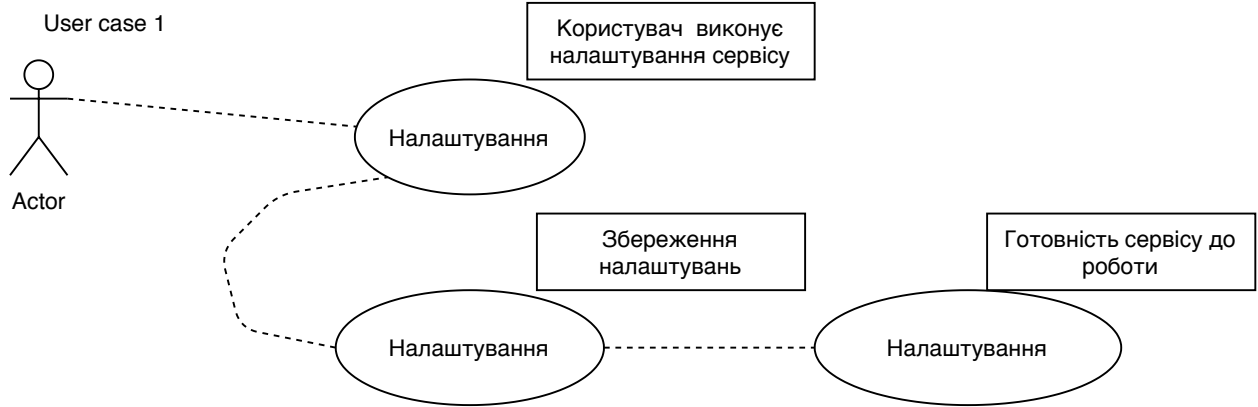 User case 1
Користувач виконує
налаштування сервісу
Налаштування
Actor
Збереження
налаштувань
Готовність сервісу до
роботи
Налаштування
Налаштування